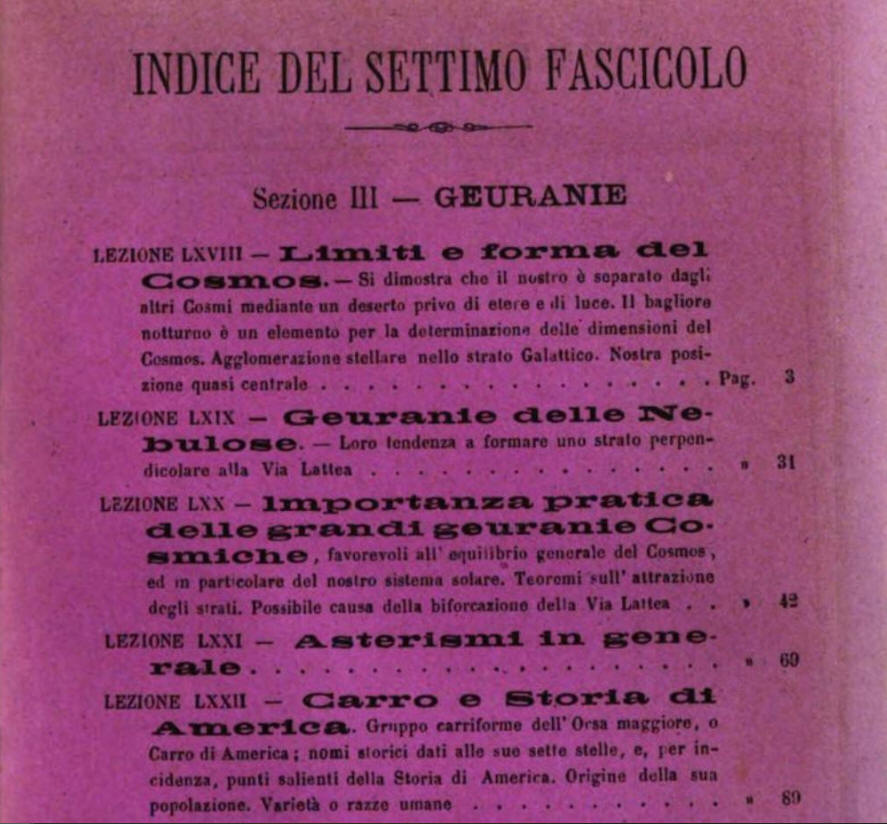 INDICE DEL SETTIMO FASCICOLO
Sezione III — GEURANIE
LEZIONE LXVIII — Limiti e forma del
Cosmos. — Si dimostra che il nostro è separato dagli
altri Cosmi mediante un deserto privo di etere e di luce. Il bagliore
notturno è un elemento per la determinazione delle dimensioni del
Cosmos. Agglomerazione stellare nello strato Galattico. Nostra posi-
zione quasi centrale . . . . . . . . . . . . . . . . . Pag. 3
LEZIONE LXIX — Geuranie delle Ne-
bulose. — Loro tendenza a formare uno strato perpen-
dicolare alla Via Lattea . . . . . . . . . . . . . . . » 31
LEZIONE LXX — Importanza pratica
delle grandi geuranie Co-
smiche, favorevoli all' equilibrio generale del Cosmos,
ed in particolare del nostro sistema solare. Teoremi sull' attrazione
degli strati. Possibile causa della biforcazione della Via Lattea . . » 42
LEZIONE LXXI — Asterismi in gene-
rale. . . . . . . . . . . . . . . . . . . . » 69
LEZIONE LXXII — Carro e Storia di
America. Gruppo carriforme dell' Orsa maggiore, o
Carro di America; nomi storici dati alle sue sette stelle, e, per in-
cidenza, punti salienti della Storia di America. Origine della sua
popolazione. Varietà o razze umane . . . . . . . . . . . » 89